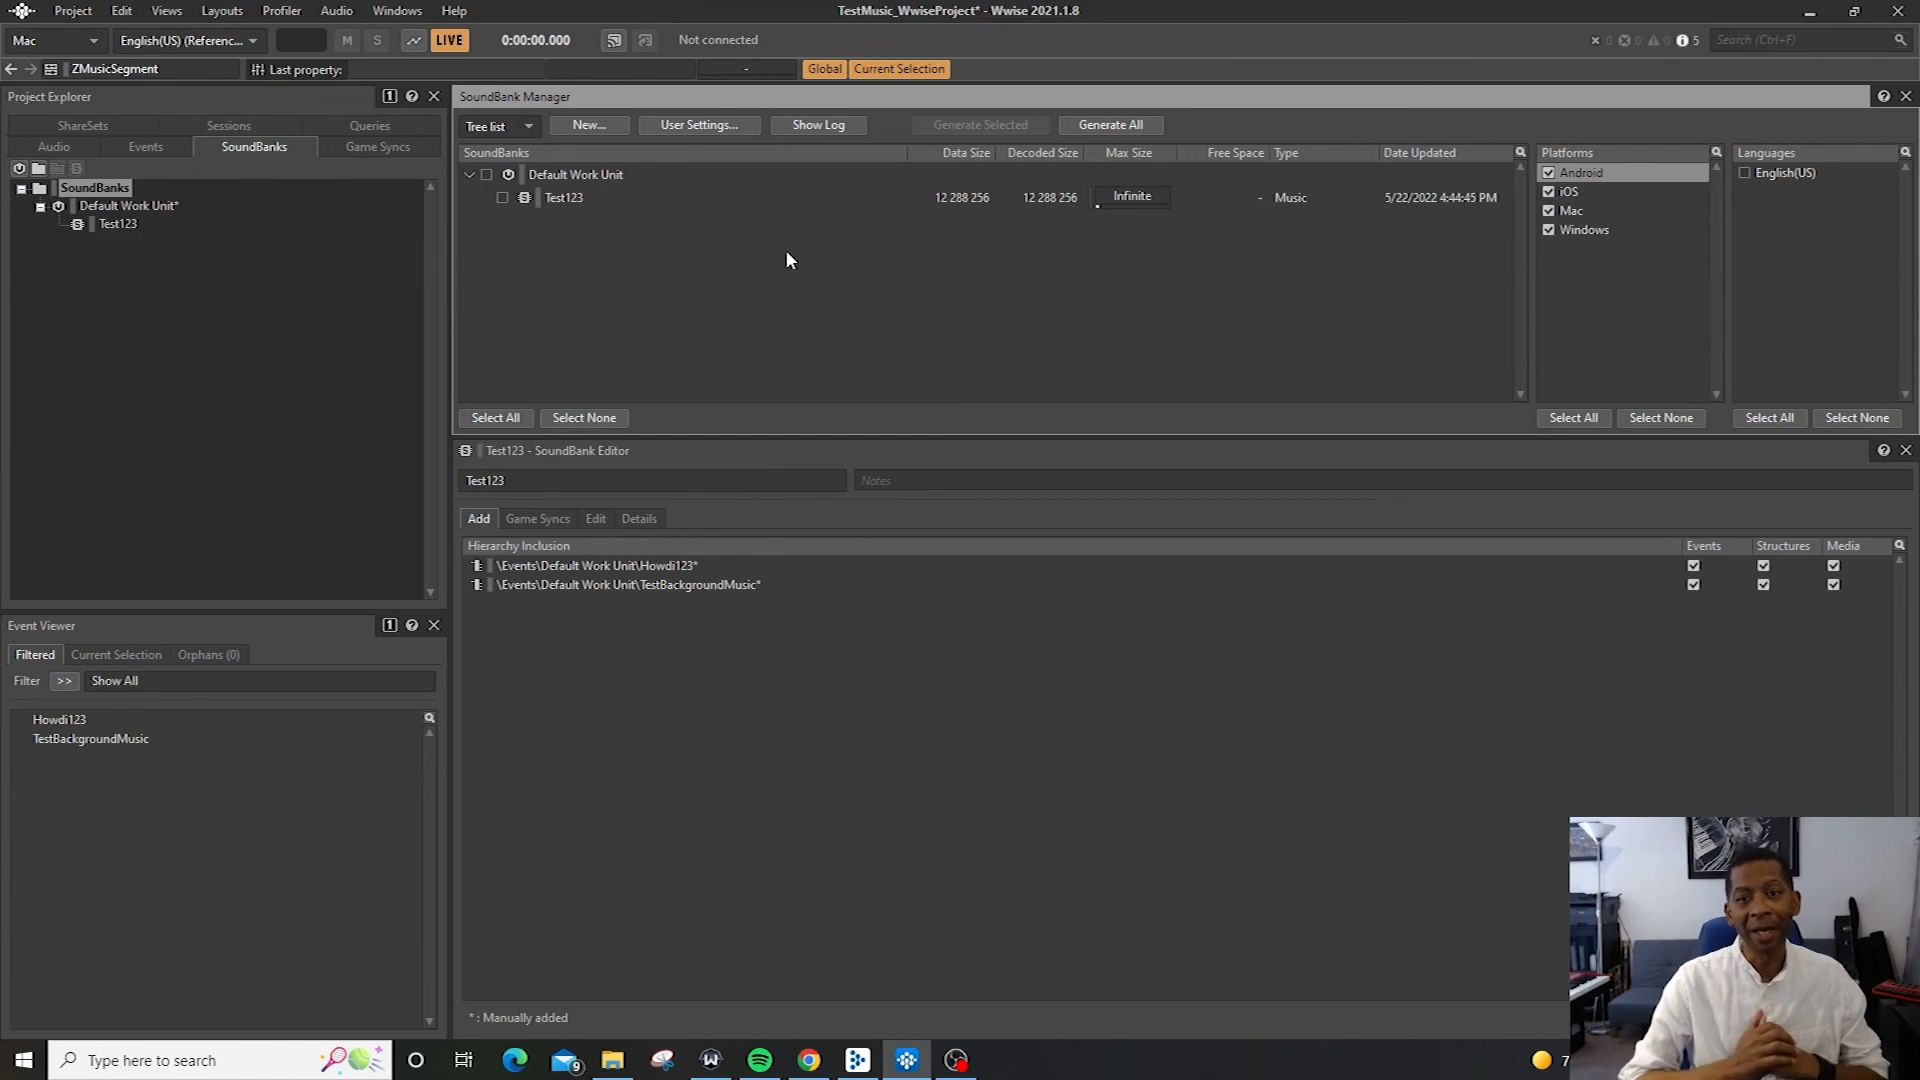 Project Edit Views Layouts Profiler Audio Windows Help
TestMusic_WwiseProject* - Wwise 2021.1.8
Mac English(US) (Referenc... M S LIVE 0:00:00.000 Not connected 0 0 0 5 Search (Ctrl+F)
ZMusicSegment Last property: - Global Current Selection
Project Explorer 1
ShareSets Sessions Queries
Audio Events SoundBanks Game Syncs
SoundBanks
Default Work Unit*
Test123
SoundBank Manager
Tree list New... User Settings... Show Log Generate Selected Generate All
SoundBanks Data Size Decoded Size Max Size Free Space Type Date Updated
Default Work Unit
Test123 12 288 256 12 288 256 Infinite - Music 5/22/2022 4:44:45 PM
Select All Select None
Platforms
Android
iOS
Mac
Windows
Select All Select None
Languages
English(US)
Select All Select None
Test123 - SoundBank Editor
Test123 Notes
Add Game Syncs Edit Details
Hierarchy Inclusion Events Structures Media
\Events\Default Work Unit\Howdi123*
\Events\Default Work Unit\TestBackgroundMusic*
* : Manually added
Event Viewer 1
Filtered Current Selection Orphans (0)
Filter >> Show All
Howdi123
TestBackgroundMusic
Type here to search 9 7